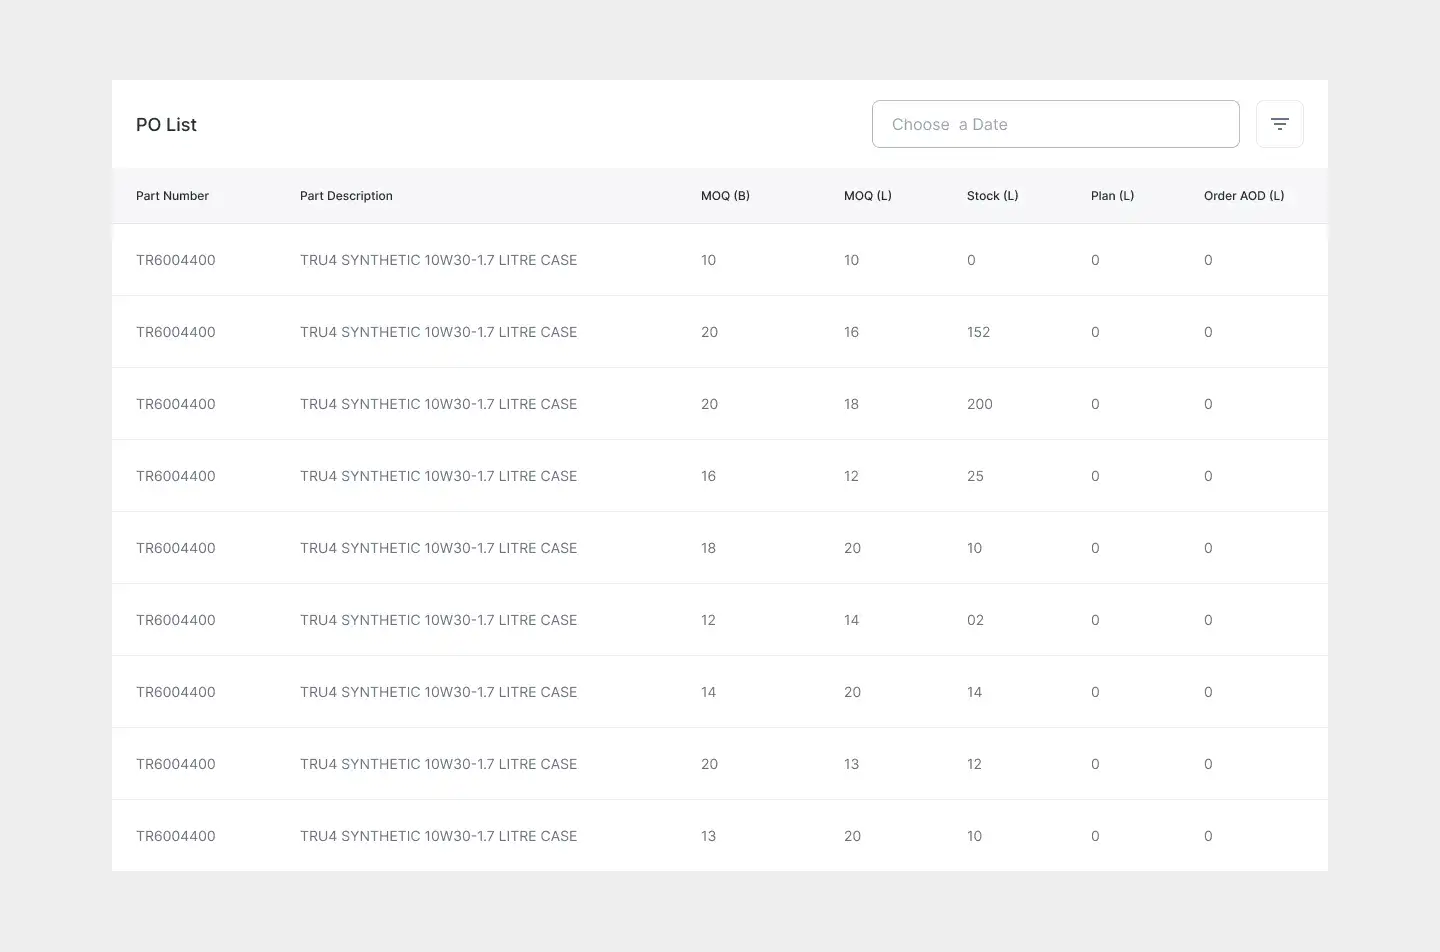 PO List
Choose  a Date
Part Number Part Description MOQ (B) MOQ (L) Stock (L) Plan (L) Order AOD (L)
TR6004400 TRU4 SYNTHETIC 10W30-1.7 LITRE CASE 10 10 0 0 0
TR6004400 TRU4 SYNTHETIC 10W30-1.7 LITRE CASE 20 16 152 0 0
TR6004400 TRU4 SYNTHETIC 10W30-1.7 LITRE CASE 20 18 200 0 0
TR6004400 TRU4 SYNTHETIC 10W30-1.7 LITRE CASE 16 12 25 0 0
TR6004400 TRU4 SYNTHETIC 10W30-1.7 LITRE CASE 18 20 10 0 0
TR6004400 TRU4 SYNTHETIC 10W30-1.7 LITRE CASE 12 14 02 0 0
TR6004400 TRU4 SYNTHETIC 10W30-1.7 LITRE CASE 14 20 14 0 0
TR6004400 TRU4 SYNTHETIC 10W30-1.7 LITRE CASE 20 13 12 0 0
TR6004400 TRU4 SYNTHETIC 10W30-1.7 LITRE CASE 13 20 10 0 0